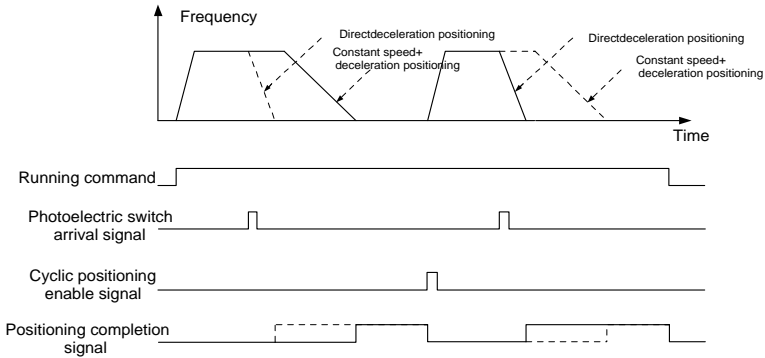 Frequency
Directdeceleration positioning
Constant speed+
deceleration positioning
Directdeceleration positioning
Constant speed+
deceleration positioning
Time
Running command
Photoelectric switch
arrival signal
Cyclic positioning
enable signal
Positioning completion
signal